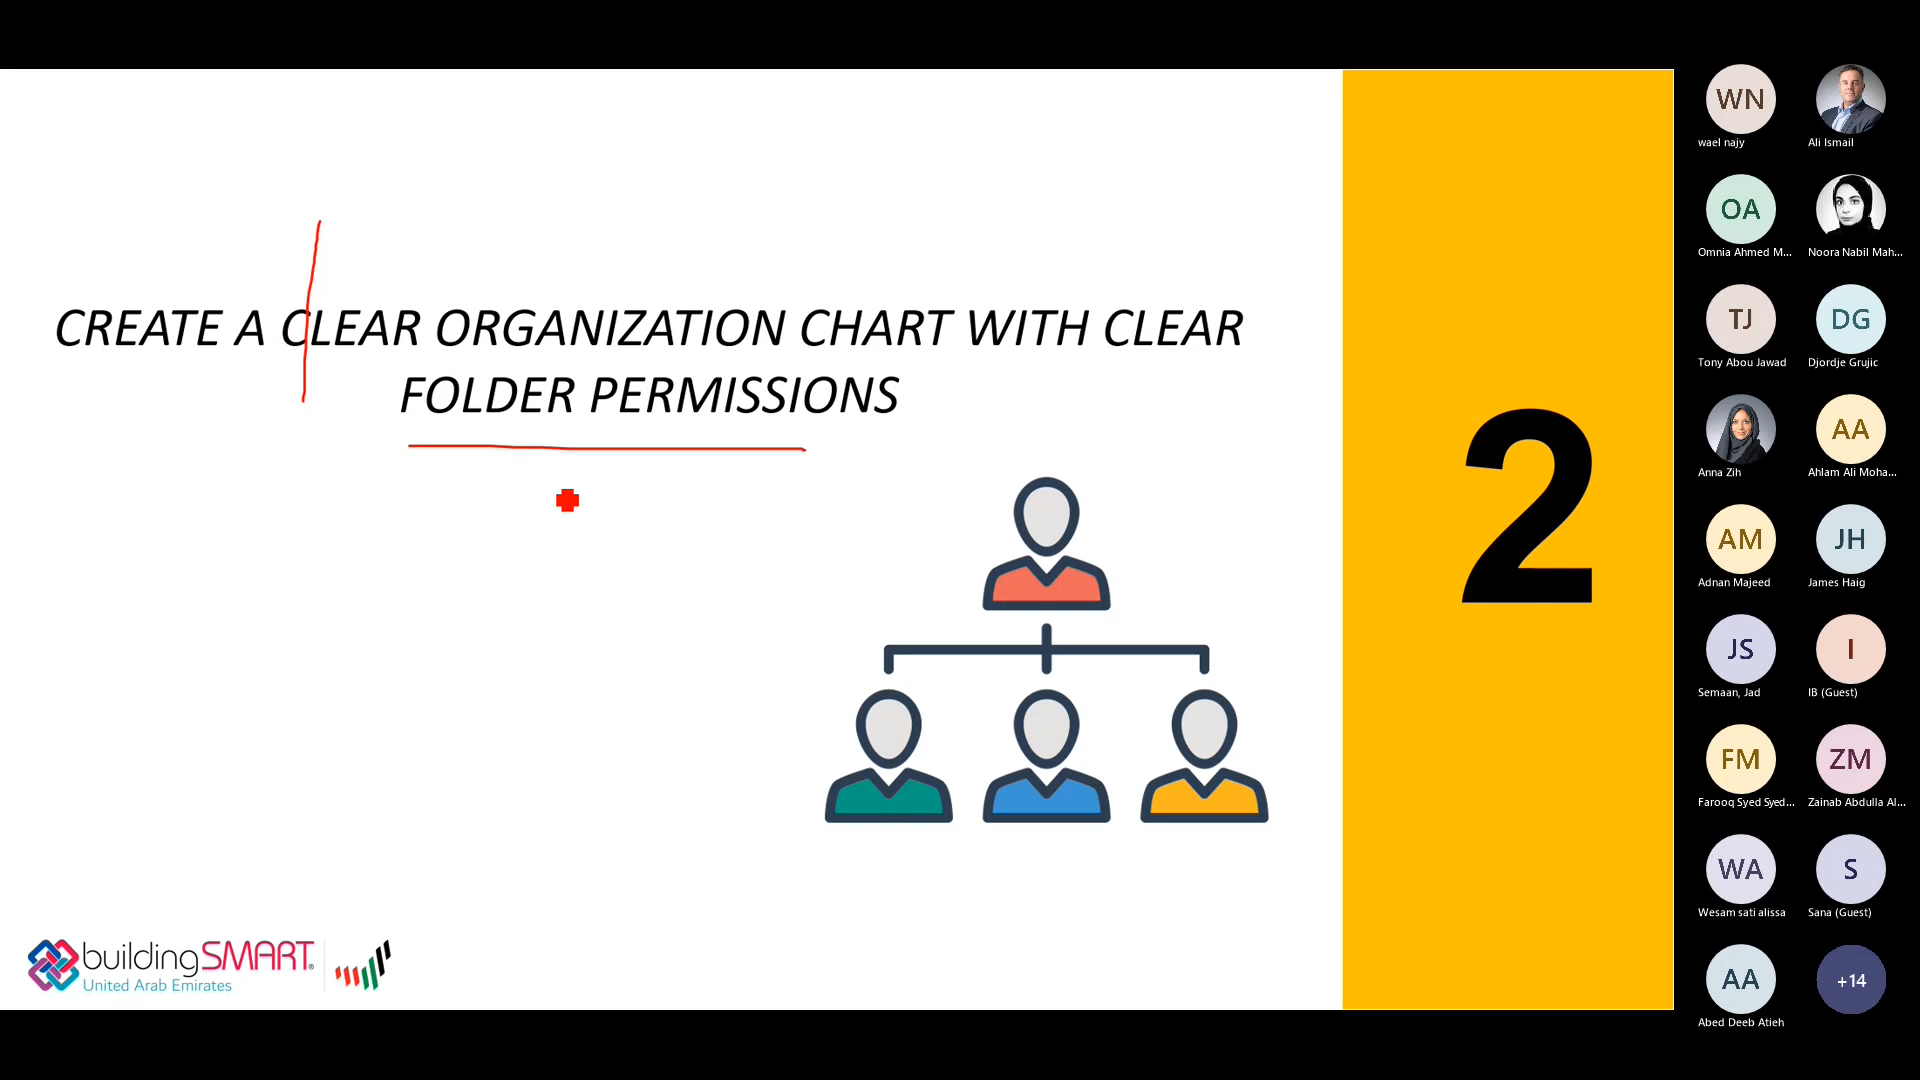 CREATE A CLEAR ORGANIZATION CHART WITH CLEAR
FOLDER PERMISSIONS
2
buildingSMART®
United Arab Emirates
WN
wael najy
Ali Ismail
OA
Omnia Ahmed M...
Noora Nabil Mah...
TJ
Tony Abou Jawad
DG
Djordje Grujic
Anna Zih
AA
Ahlam Ali Moha...
AM
Adnan Majeed
JH
James Haig
JS
Semaan, Jad
I
IB (Guest)
FM
Farooq Syed Syed...
ZM
Zainab Abdulla Al...
WA
Wesam sati alissa
S
Sana (Guest)
AA
Abed Deeb Atieh
+14